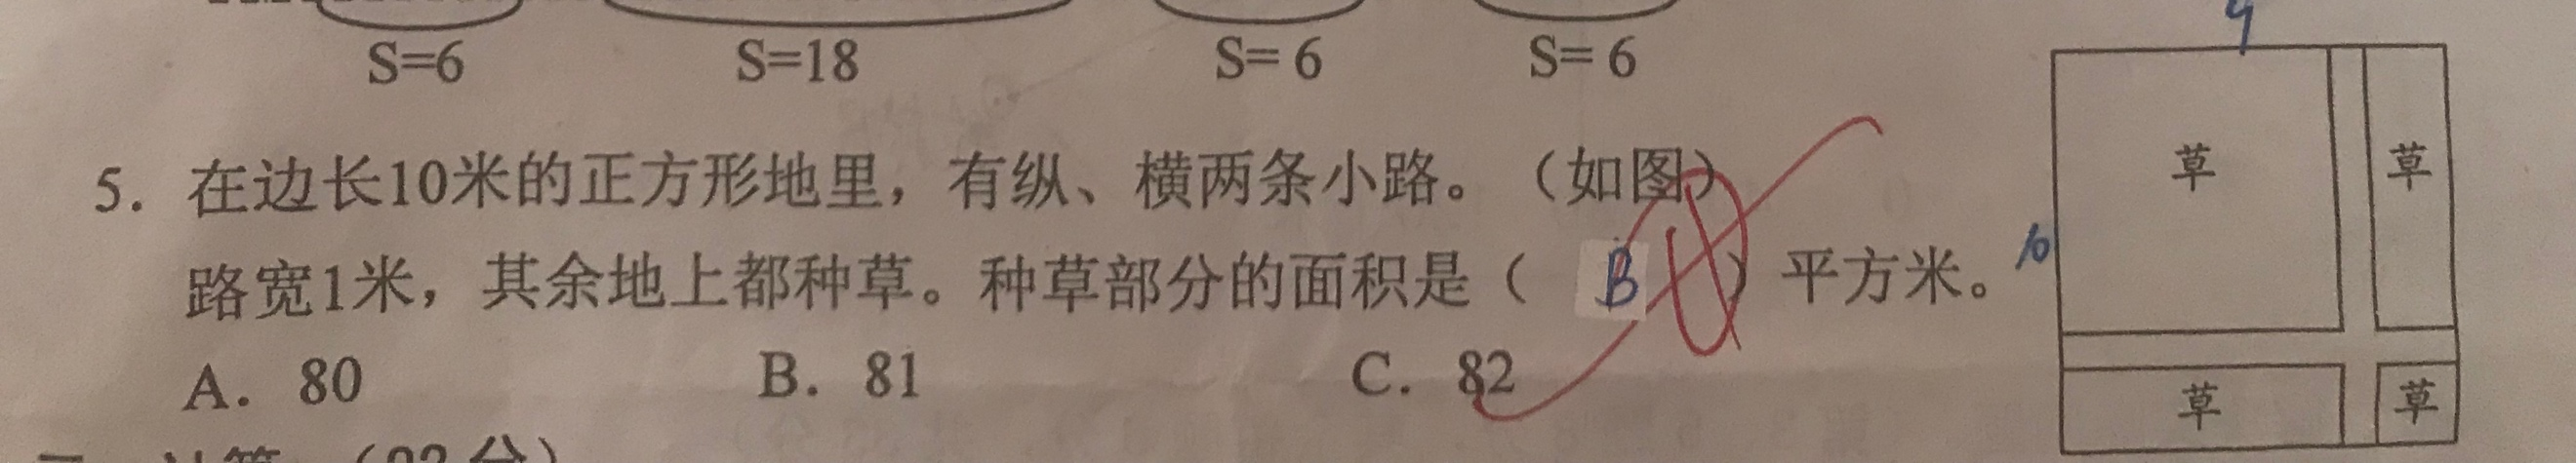 S=6 S=18 S= 6 S= 6
5. 在边长10米的正方形地里，有纵、横两条小路。（如图）
路宽1米，其余地上都种草。种草部分的面积是（ B ）平方米。
A. 80 B. 81 C. 82
草 草
10
草 草